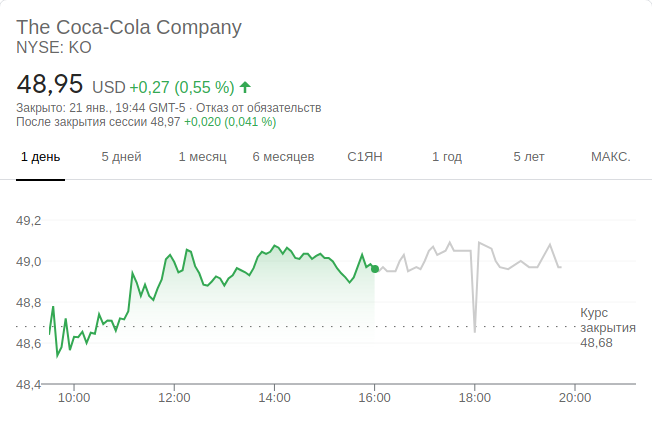 The Coca-Cola Company
NYSE: KO
48,95 USD +0,27 (0,55 %)
Закрыто: 21 янв., 19:44 GMT-5 · Отказ от обязательств
После закрытия сессии 48,97 +0,020 (0,041 %)
1 день 5 дней 1 месяц 6 месяцев С1ЯН 1 год 5 лет МАКС.
49,2
49,0
48,8
Курс
закрытия
48,68
48,6
48,4
10:00 12:00 14:00 16:00 18:00 20:00